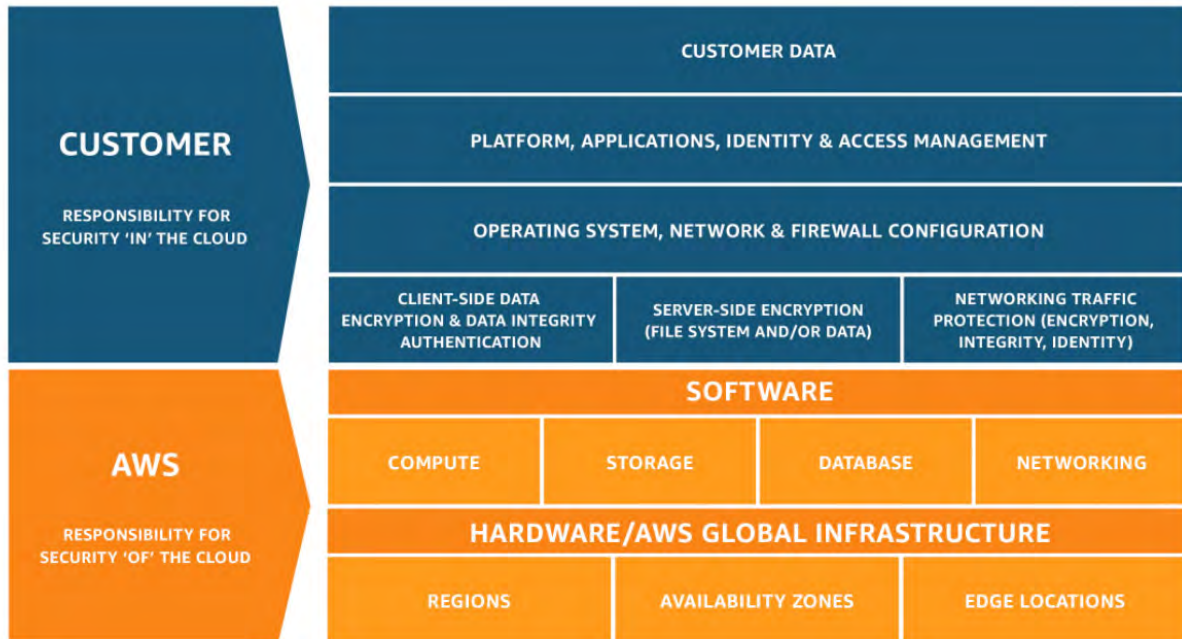 CUSTOMER
RESPONSIBILITY FOR
SECURITY ‘IN’ THE CLOUD
CUSTOMER DATA
PLATFORM, APPLICATIONS, IDENTITY & ACCESS MANAGEMENT
OPERATING SYSTEM, NETWORK & FIREWALL CONFIGURATION
CLIENT-SIDE DATA
ENCRYPTION & DATA INTEGRITY
AUTHENTICATION
SERVER-SIDE ENCRYPTION
(FILE SYSTEM AND/OR DATA)
NETWORKING TRAFFIC
PROTECTION (ENCRYPTION,
INTEGRITY, IDENTITY)
AWS
RESPONSIBILITY FOR
SECURITY ‘OF’ THE CLOUD
SOFTWARE
COMPUTE
STORAGE
DATABASE
NETWORKING
HARDWARE/AWS GLOBAL INFRASTRUCTURE
REGIONS
AVAILABILITY ZONES
EDGE LOCATIONS